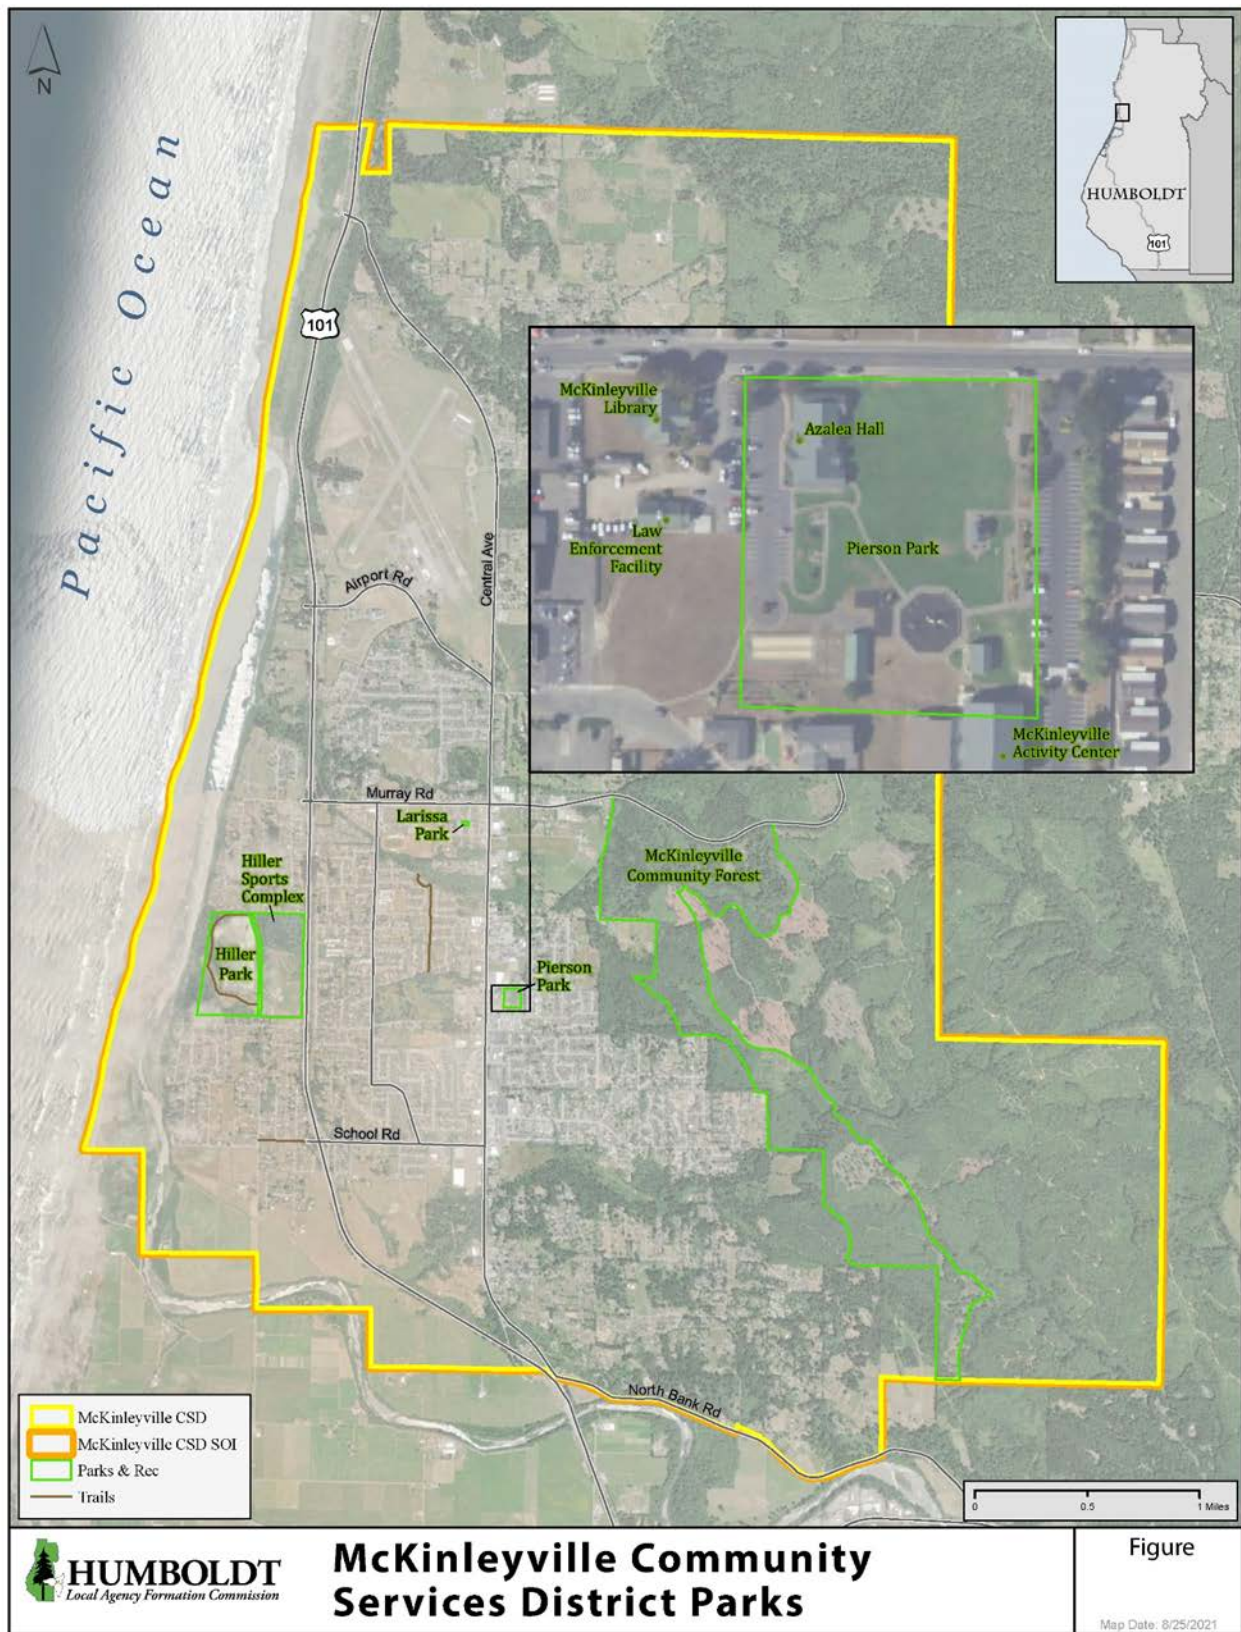 N
Pacific Ocean
HUMBOLDT
101
101
McKinleyville
Library
Azalea Hall
Law
Enforcement
Facility
Pierson Park
McKinleyville
Activity Center
Airport Rd
Central Ave
Murray Rd
Larissa
Park
McKinleyville
Community Forest
Hiller
Sports
Complex
Hiller
Park
Pierson
Park
School Rd
North Bank Rd
McKinleyville CSD
McKinleyville CSD SOI
Parks & Rec
Trails
0 0.5 1 Miles
HUMBOLDT
Local Agency Formation Commission
McKinleyville Community
Services District Parks
Figure
Map Date: 8/25/2021